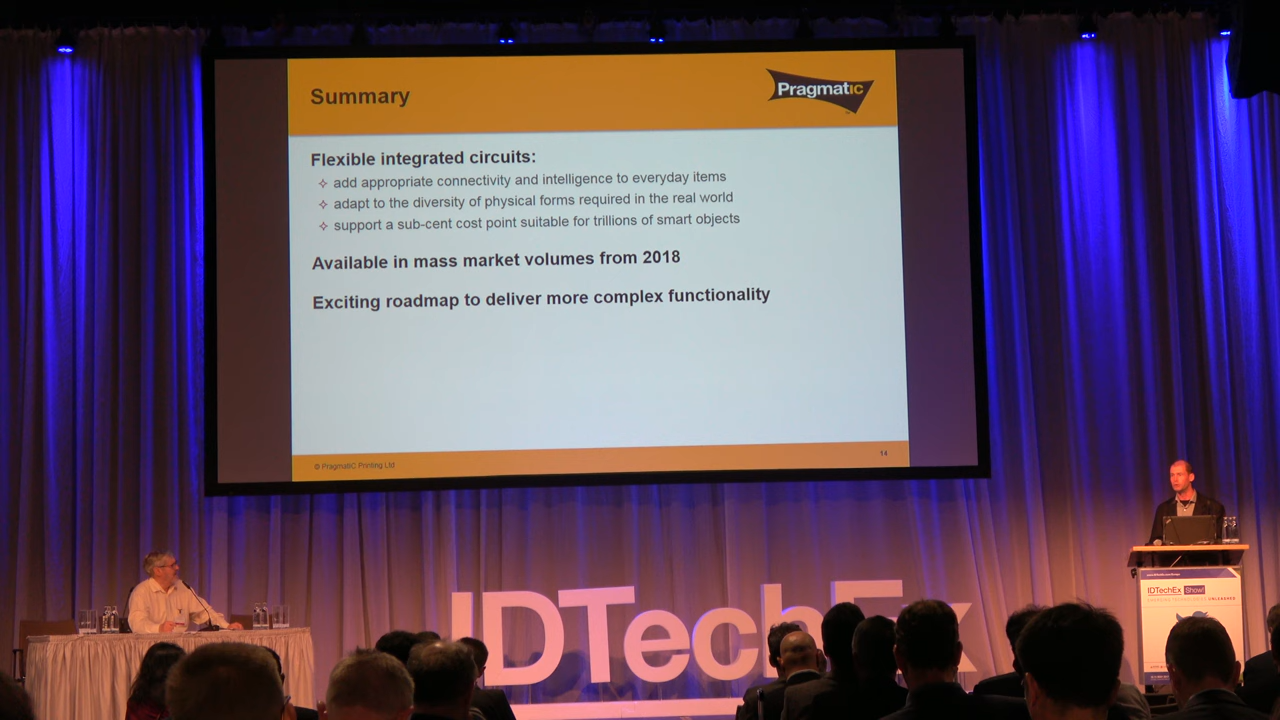 Summary
PragmatIC
Flexible integrated circuits:
add appropriate connectivity and intelligence to everyday items
adapt to the diversity of physical forms required in the real world
support a sub-cent cost point suitable for trillions of smart objects
Available in mass market volumes from 2018
Exciting roadmap to deliver more complex functionality
© PragmatIC Printing Ltd
14
IDTechEx
IDTechEx Show!